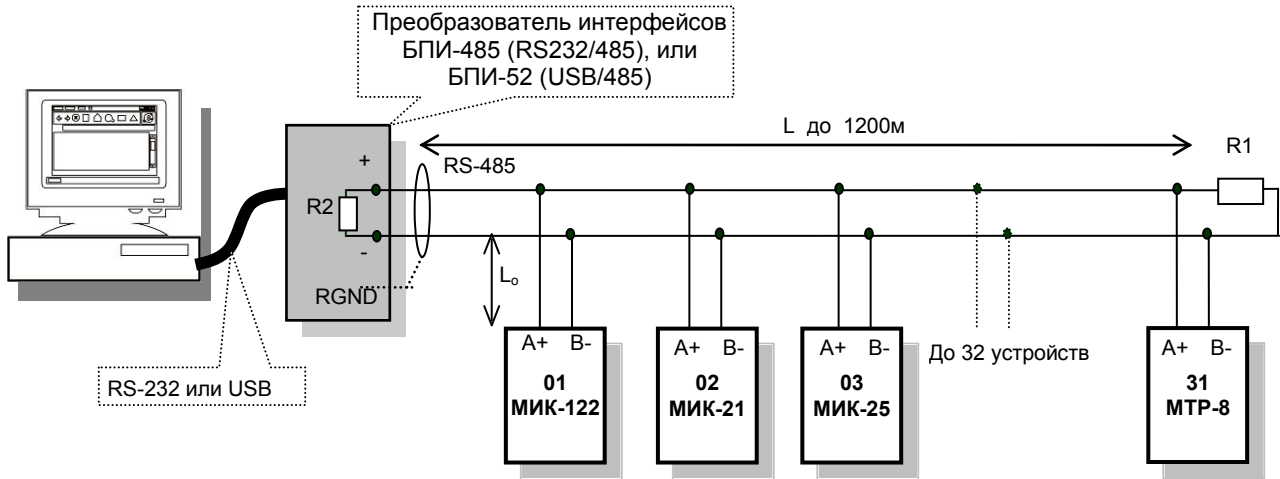 Преобразователь интерфейсов
БПИ-485 (RS232/485), или
БПИ-52 (USB/485)
L до 1200м
R1
RS-485
+
R2
-
RGND
Lо
RS-232 или USB
A+ B-
01
МИК-122
A+ B-
02
МИК-21
A+ B-
03
МИК-25
До 32 устройств
A+ B-
31
МТР-8